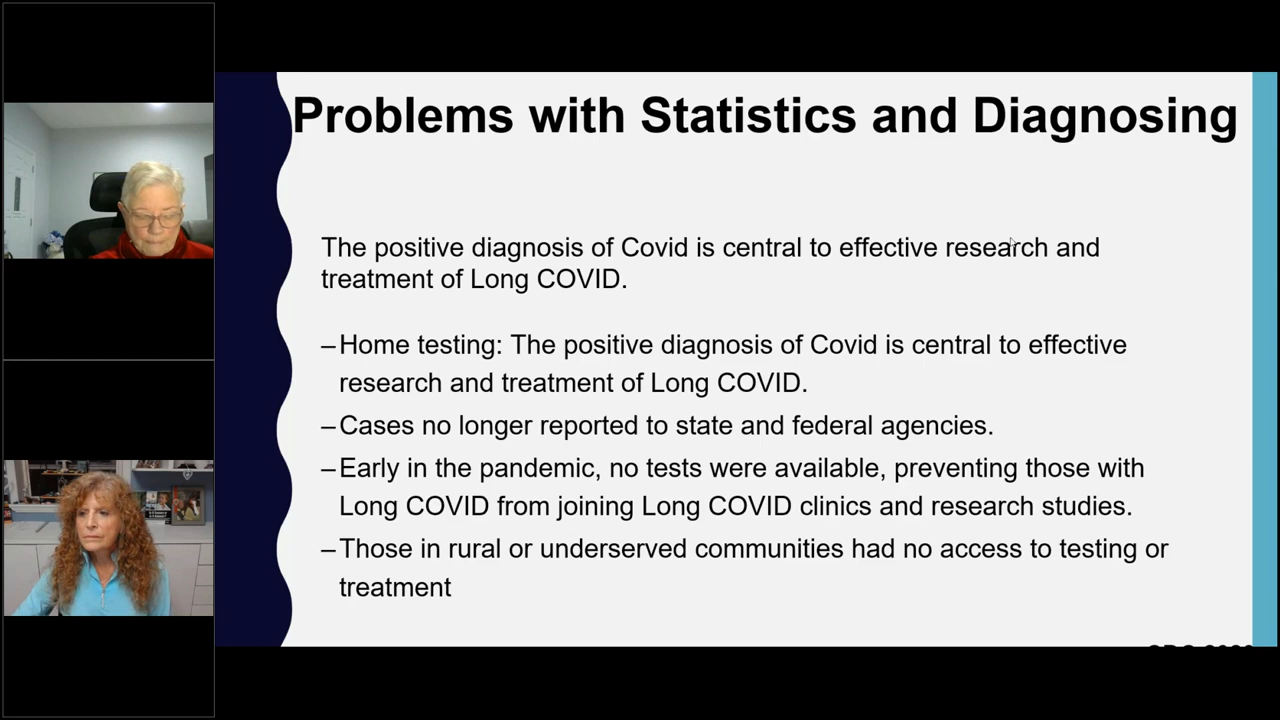 Problems with Statistics and Diagnosing
The positive diagnosis of Covid is central to effective research and
treatment of Long COVID.
–Home testing: The positive diagnosis of Covid is central to effective
research and treatment of Long COVID.
–Cases no longer reported to state and federal agencies.
–Early in the pandemic, no tests were available, preventing those with
Long COVID from joining Long COVID clinics and research studies.
–Those in rural or underserved communities had no access to testing or
treatment